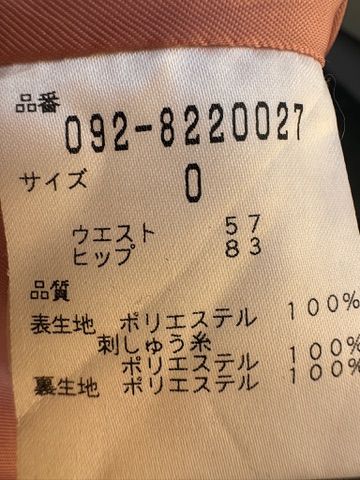 品番
092-8220027
サイズ 0
ウエスト 57
ヒップ 83
品質
表生地 ポリエステル 100%
刺しゅう糸
ポリエステル 100%
裏生地 ポリエステル 100%